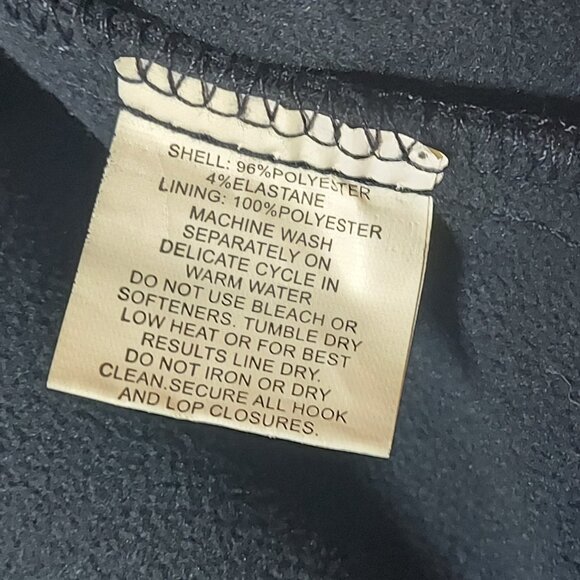 SHELL: 96%POLYESTER
4%ELASTANE
LINING: 100%POLYESTER
MACHINE WASH
SEPARATELY ON
DELICATE CYCLE IN
WARM WATER
DO NOT USE BLEACH OR
SOFTENERS. TUMBLE DRY
LOW HEAT OR FOR BEST
RESULTS LINE DRY.
DO NOT IRON OR DRY
CLEAN.SECURE ALL HOOK
AND LOP CLOSURES.